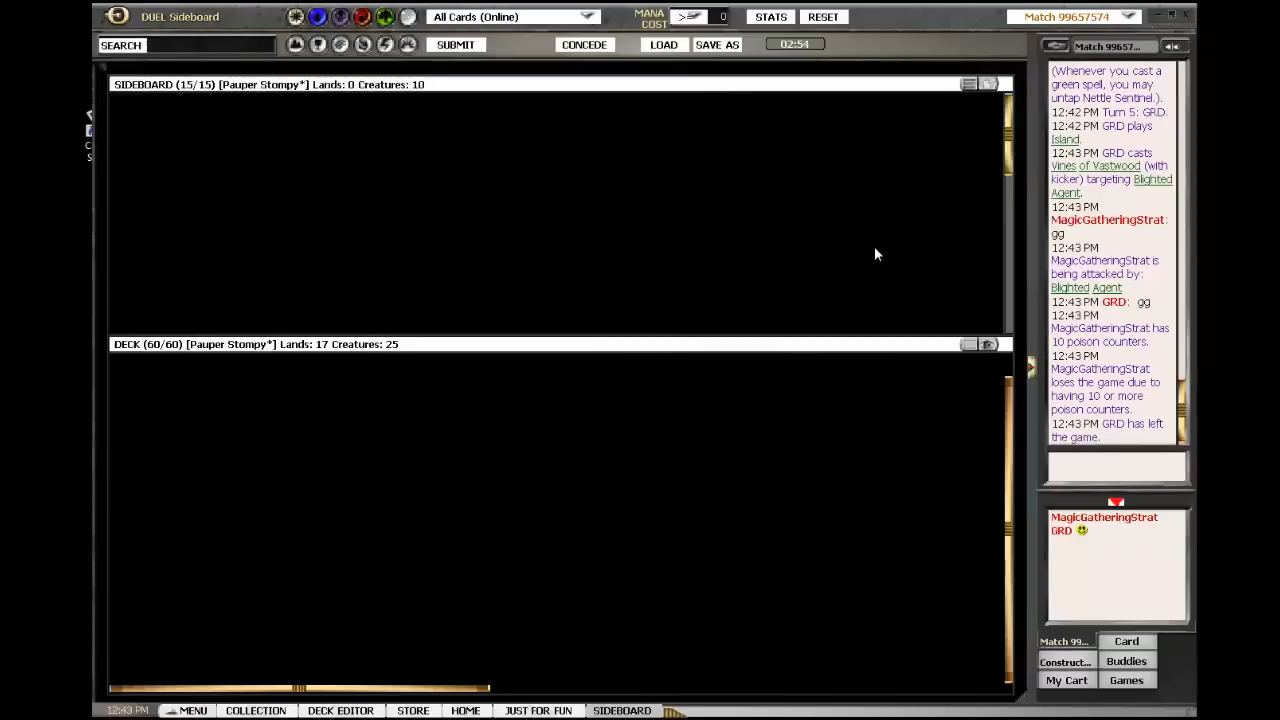 DUEL Sideboard
All Cards (Online)
MANA COST >= 0
STATS
RESET
Match 99657574
SEARCH
SUBMIT
CONCEDE
LOAD
SAVE AS
02:54
Match 99657...
SIDEBOARD (15/15) [Pauper Stompy*] Lands: 0 Creatures: 10
DECK (60/60) [Pauper Stompy*] Lands: 17 Creatures: 25
(Whenever you cast a
green spell, you may
untap Nettle Sentinel.).
12:42 PM Turn 5: GRD.
12:42 PM GRD plays
Island.
12:43 PM GRD casts
Vines of Vastwood (with
kicker) targeting Blighted
Agent.
12:43 PM
MagicGatheringStrat:
gg
12:43 PM
MagicGatheringStrat is
being attacked by:
Blighted Agent
12:43 PM GRD: gg
12:43 PM
MagicGatheringStrat has
10 poison counters.
12:43 PM
MagicGatheringStrat
loses the game due to
having 10 or more
poison counters.
12:43 PM GRD has left
the game.
MagicGatheringStrat
GRD
Match 99...
Card
Construct...
Buddies
My Cart
Games
12:43 PM
MENU
COLLECTION
DECK EDITOR
STORE
HOME
JUST FOR FUN
SIDEBOARD